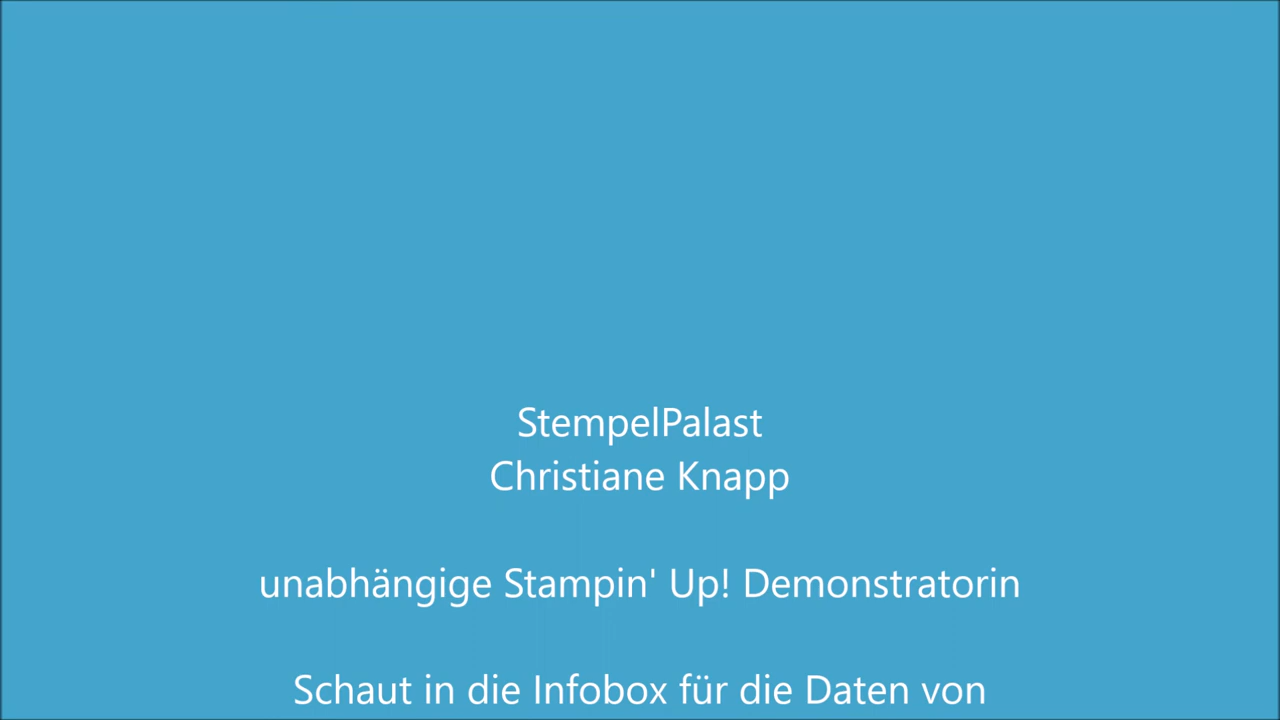 StempelPalast
Christiane Knapp
unabhängige Stampin' Up! Demonstratorin
Schaut in die Infobox für die Daten von